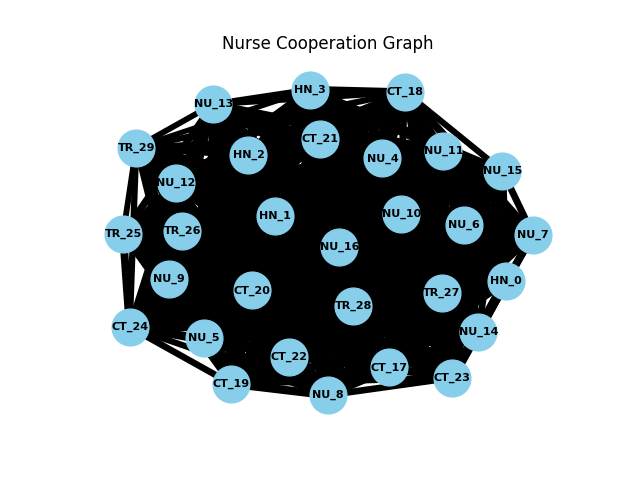 Nurse Cooperation Graph
HN_3
CT_18
NU_13
CT_21
TR_29
HN_2
NU_4
NU_11
NU_15
NU_12
HN_1
NU_10
NU_6
TR_25
TR_26
NU_7
NU_16
NU_9
HN_0
CT_20
TR_27
TR_28
CT_24
NU_14
NU_5
CT_22
CT_17
CT_23
CT_19
NU_8